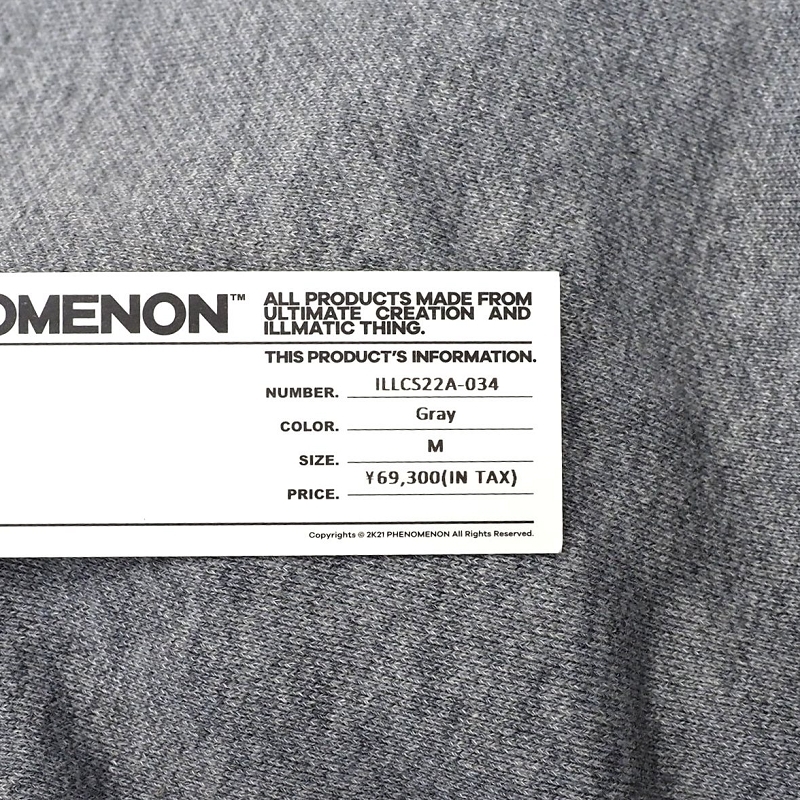 OMENON™
ALL PRODUCTS MADE FROM
ULTIMATE CREATION AND
ILLMATIC THING.
THIS PRODUCT'S INFORMATION.
NUMBER. ILLCS22A-034
COLOR. Gray
SIZE. M
PRICE. ¥69,300(IN TAX)
Copyrights © 2K21 PHENOMENON All Rights Reserved.